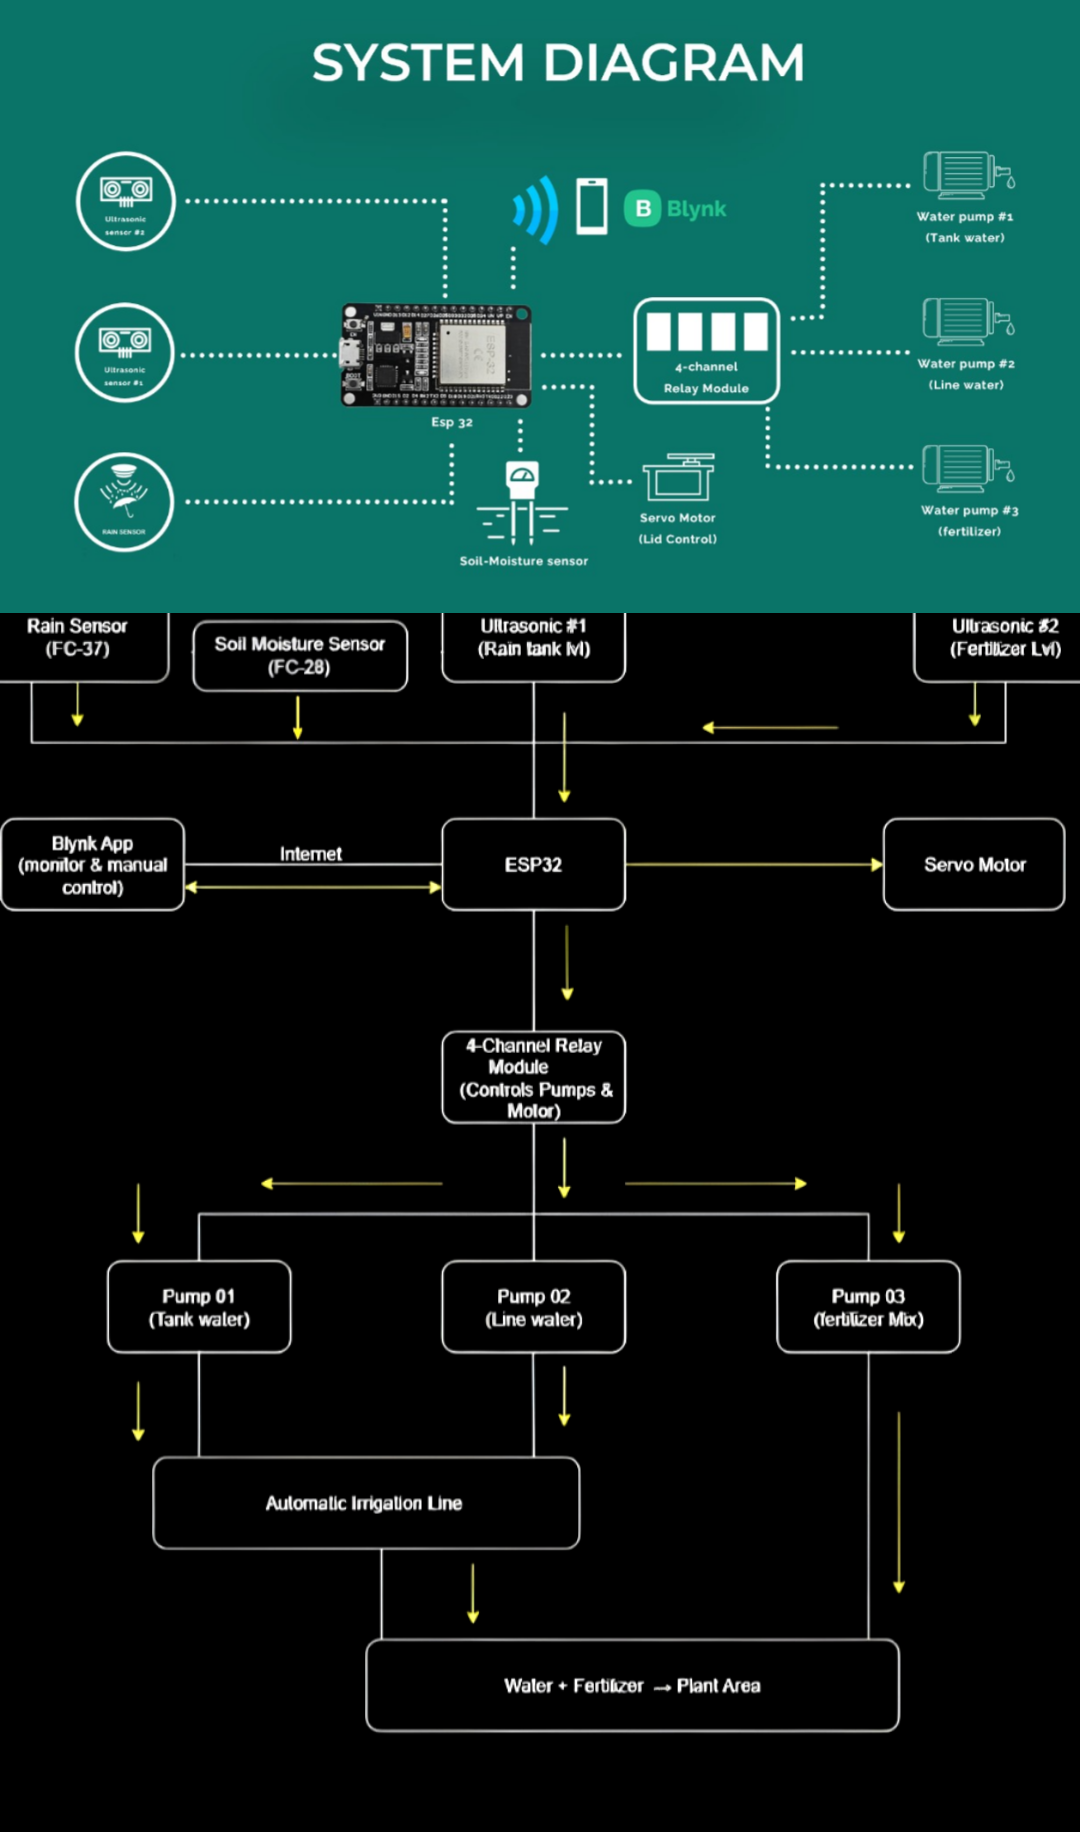 SYSTEM DIAGRAM
Ultrasonic
sensor #2
B Blynk
Water pump #1
(Tank water)
Ultrasonic
sensor #1
ESP32
4-channel
Relay Module
Water pump #2
(Line water)
Esp 32
RAIN SENSOR
Soil-Moisture sensor
Servo Motor
(Lid Control)
Water pump #3
(fertilizer)
Rain Sensor
(FC-37)
Soil Moisture Sensor
(FC-28)
Ultrasonic #1
(Rain tank lvl)
Ultrasonic #2
(Fertilizer Lvl)
Blynk App
(monitor & manual
control)
Internet
ESP32
Servo Motor
4-Channel Relay
Module
(Controls Pumps &
Motor)
Pump 01
(Tank water)
Pump 02
(Line water)
Pump 03
(fertilizer Mix)
Automatic Irrigation Line
Water + Fertilizer → Plant Area